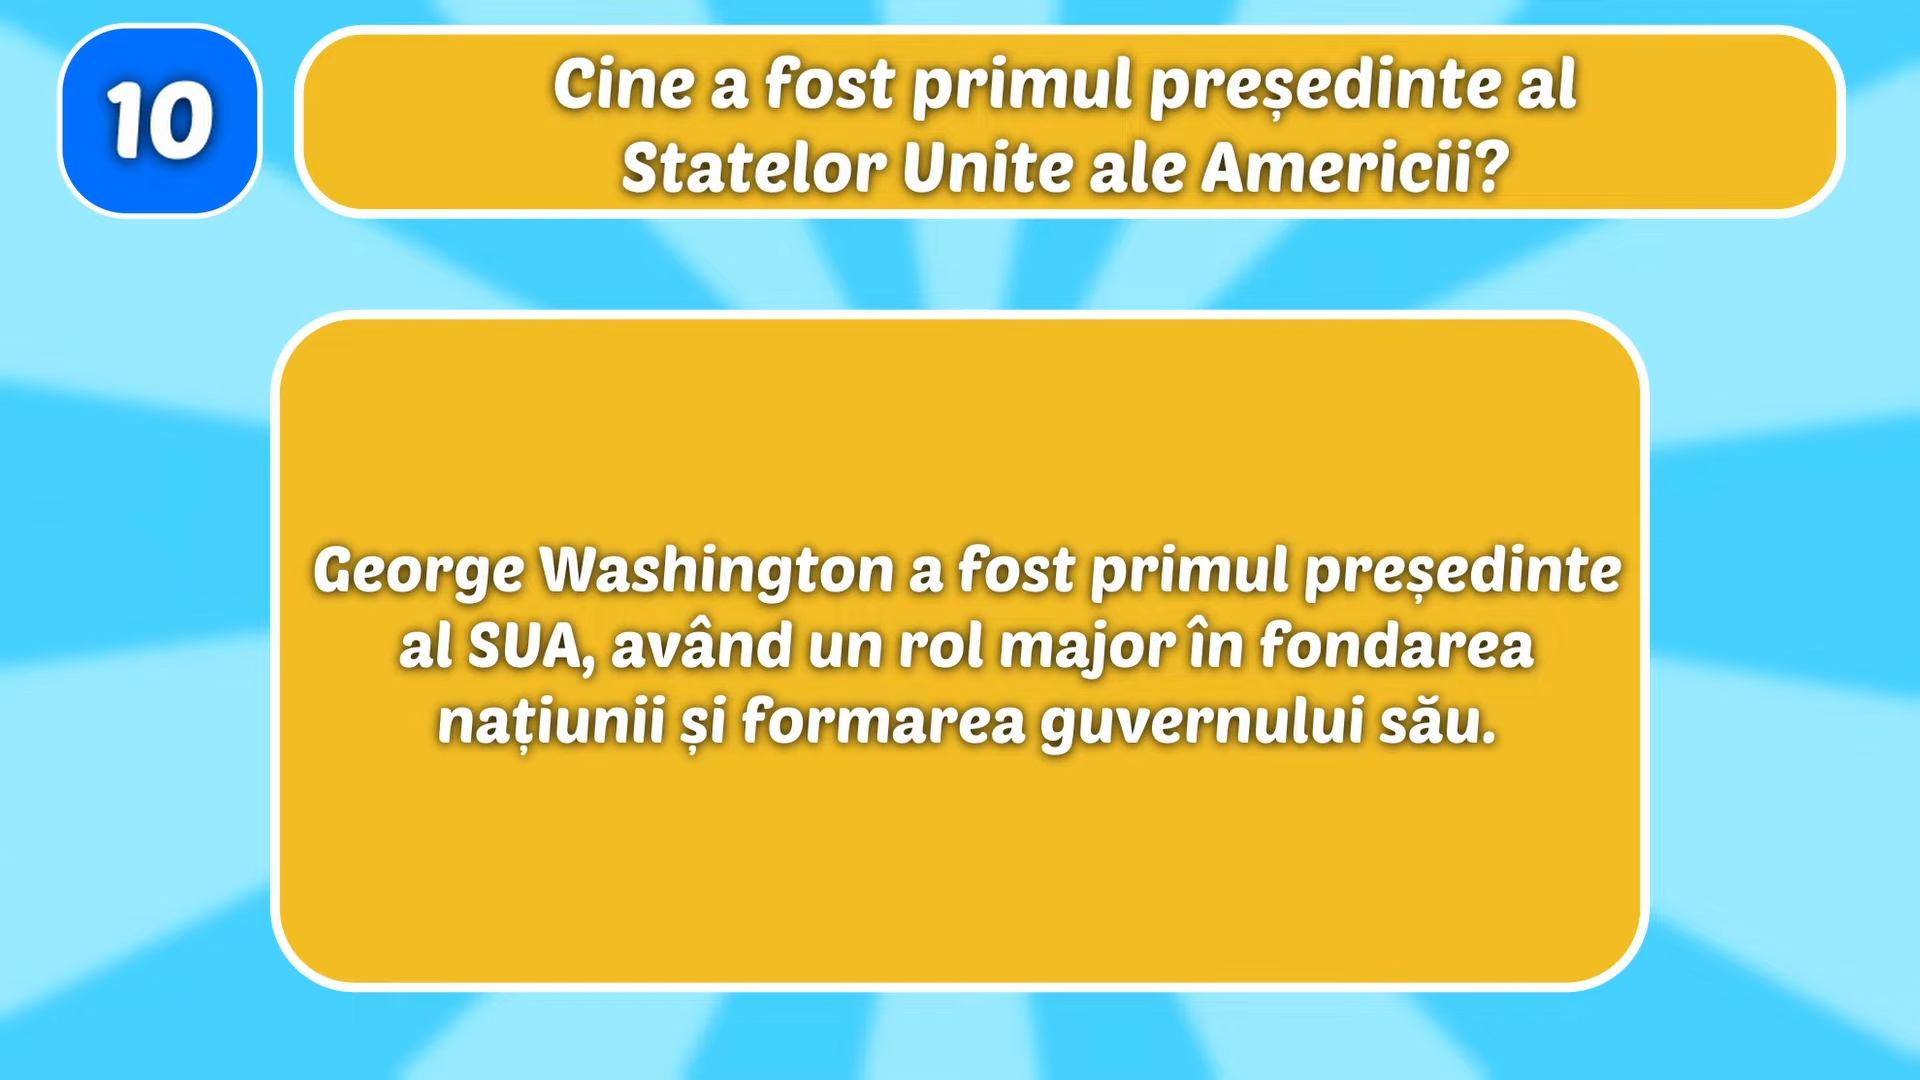 10
Cine a fost primul președinte al
Statelor Unite ale Americii?
George Washington a fost primul președinte
al SUA, având un rol major în fondarea
națiunii și formarea guvernului său.